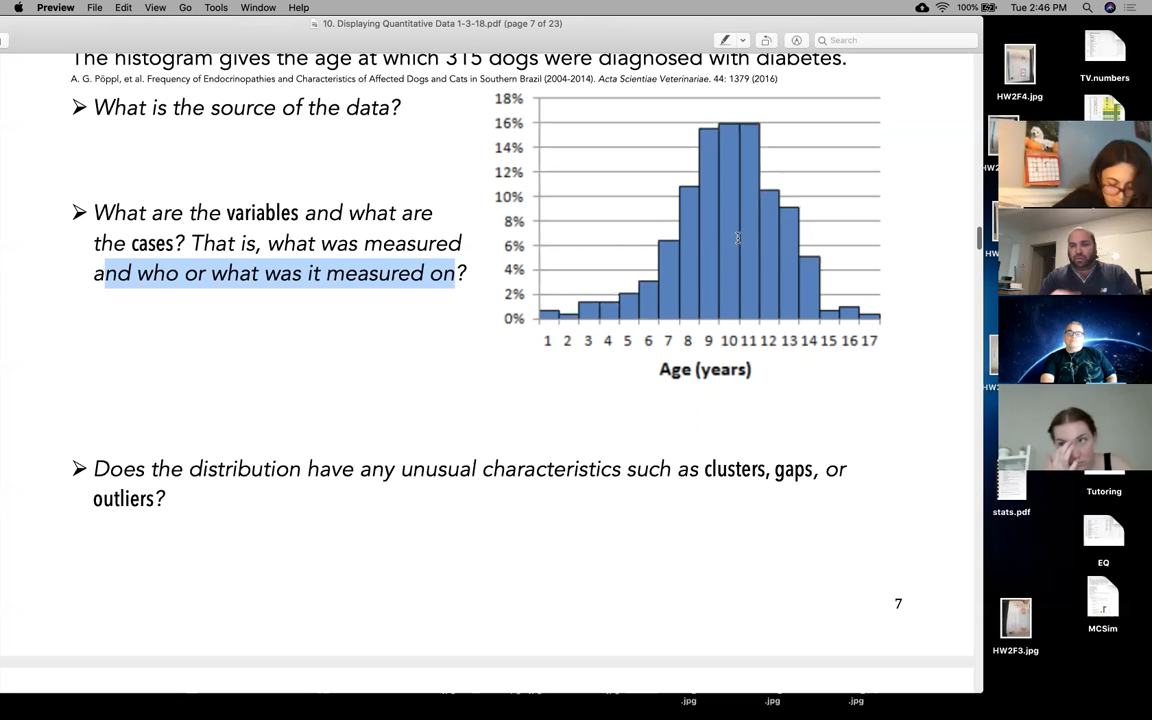 Preview File Edit View Go Tools Window Help 100% Tue 2:46 PM
10. Displaying Quantitative Data 1-3-18.pdf (page 7 of 23)
Search
The histogram gives the age at which 315 dogs were diagnosed with diabetes.
A. G. Pöppl, et al. Frequency of Endocrinopathies and Characteristics of Affected Dogs and Cats in Southern Brazil (2004-2014). Acta Scientiae Veterinariae. 44: 1379 (2016)
➢ What is the source of the data?
➢ What are the variables and what are
the cases? That is, what was measured
and who or what was it measured on?
18%
16%
14%
12%
10%
8%
6%
4%
2%
0%
1 2 3 4 5 6 7 8 9 10 11 12 13 14 15 16 17
Age (years)
➢ Does the distribution have any unusual characteristics such as clusters, gaps, or
outliers?
7
TV.numbers
HW2F4.jpg
stats.pdf
Tutoring
EQ
MCSim
HW2F3.jpg
.jpg
.jpg
.jpg